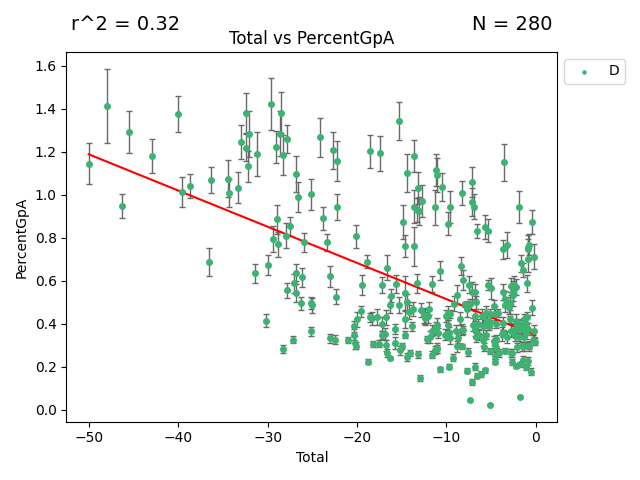 r^2 = 0.32 N = 280
Total vs PercentGpA
D
1.6
1.4
1.2
1.0
0.8
0.6
0.4
0.2
0.0
PercentGpA
−50 −40 −30 −20 −10 0
Total